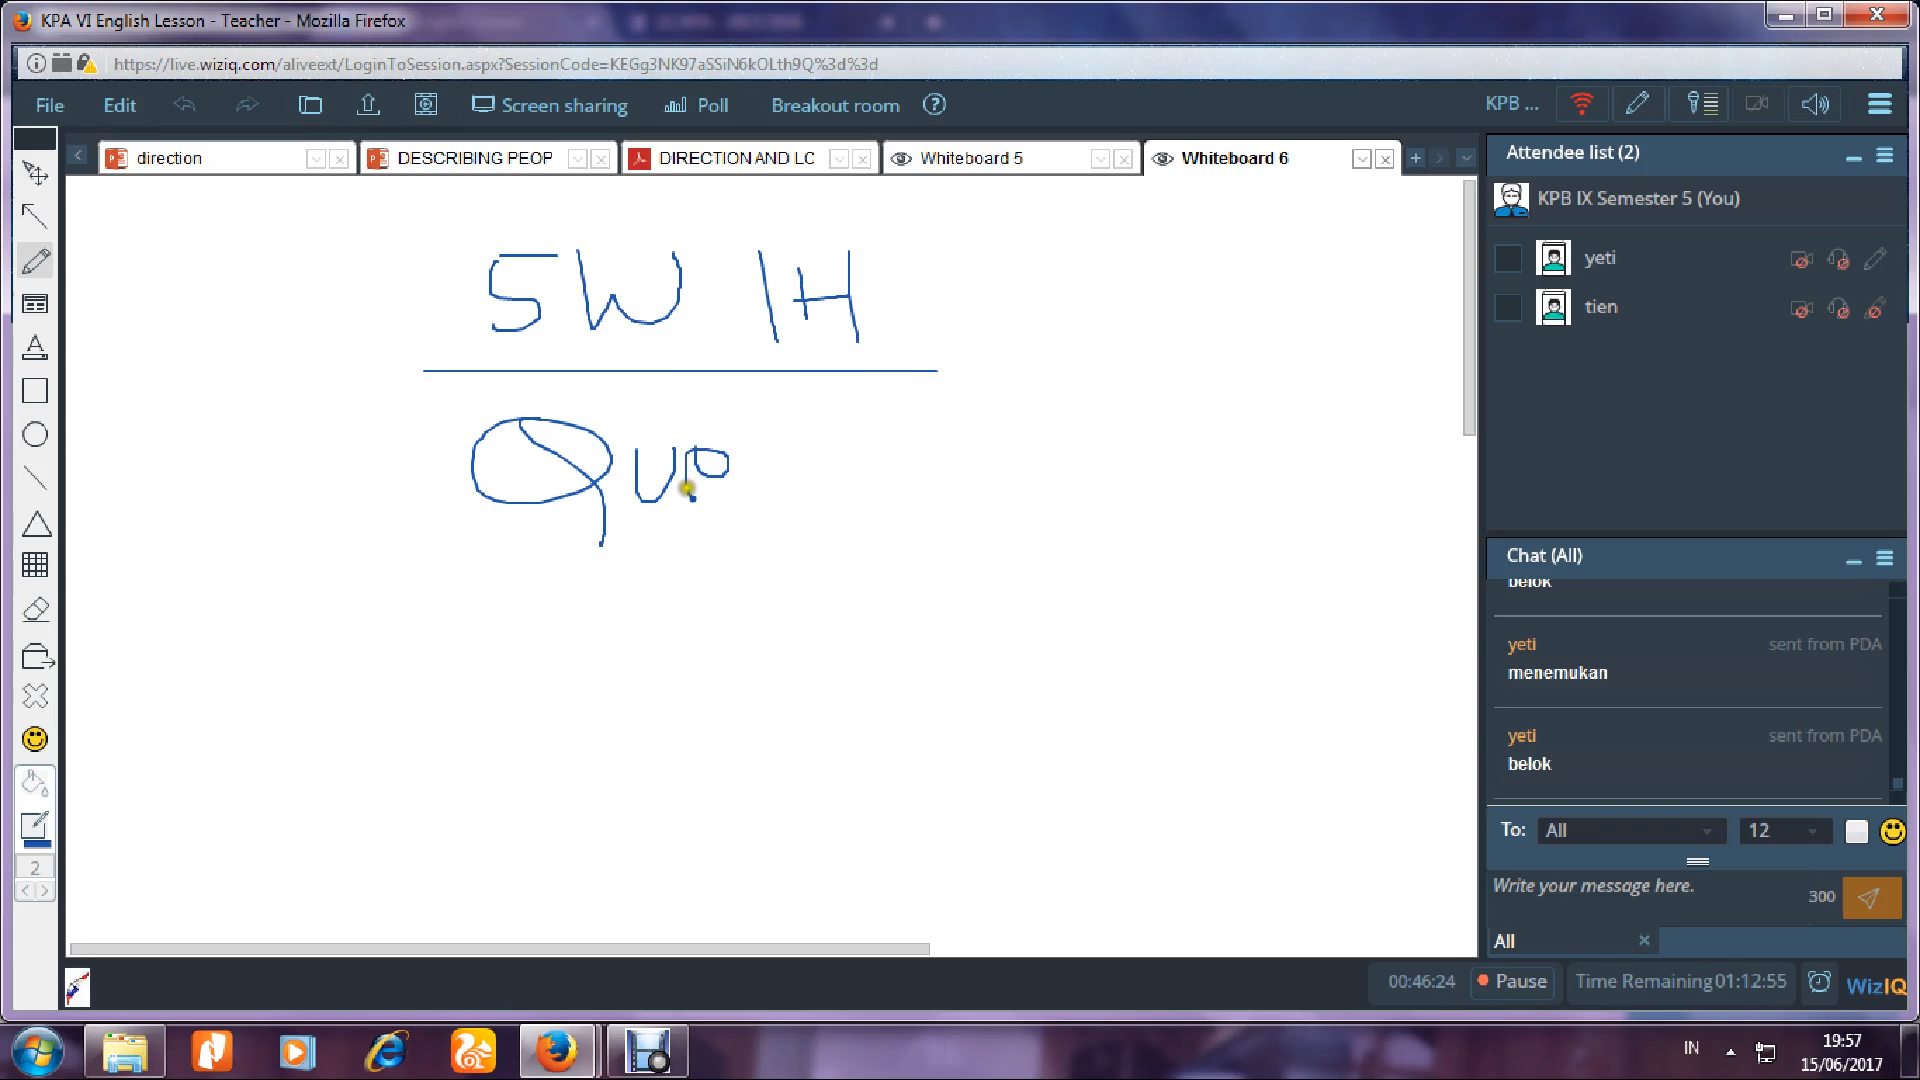 KPA VI English Lesson - Teacher - Mozilla Firefox
https://live.wiziq.com/aliveext/LoginToSession.aspx?SessionCode=KEGg3NK97aSSiN6kOLth9Q%3d%3d
File Edit Screen sharing Poll Breakout room ? KPB ...
direction DESCRIBING PEOP DIRECTION AND LC Whiteboard 5 Whiteboard 6
5W 1H
Qup
Attendee list (2)
KPB IX Semester 5 (You)
yeti
tien
Chat (All)
belok
yeti sent from PDA
menemukan
yeti sent from PDA
belok
To: All 12
Write your message here. 300
All
2
00:46:24 Pause Time Remaining 01:12:55 WizIQ
IN 19:57
15/06/2017